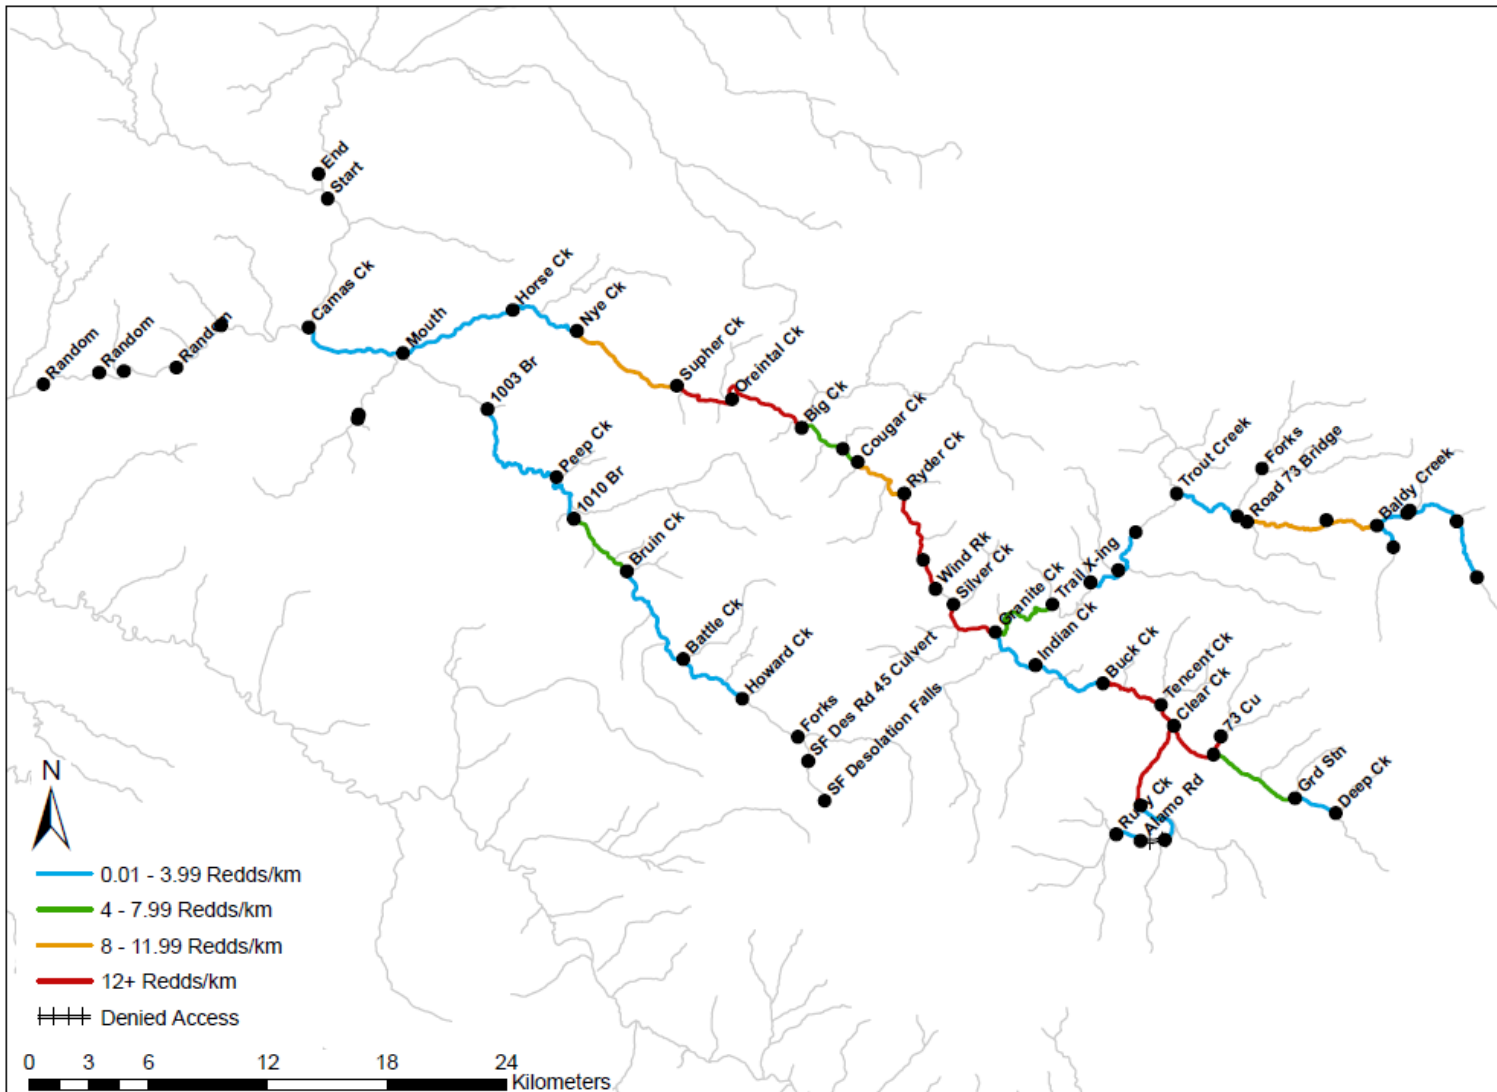 End
Start
Camas Ck
Mouth
Horse Ck
Nye Ck
Random
Random
Random
Supher Ck
Oreintal Ck
Big Ck
Cougar Ck
Ryder Ck
1003 Br
Peep Ck
1010 Br
Bruin Ck
Battle Ck
Howard Ck
Forks
SF Des Rd 45 Culvert
SF Desolation Falls
Wind Rk
Silver Ck
Granite Ck
Trail X-ing
Trout Creek
Forks
Road 73 Bridge
Baldy Creek
Indian Ck
Buck Ck
Tencent Ck
Clear Ck
73 Cu
Grd Stn
Deep Ck
Ruby Ck
Alamo Rd
N
0.01 - 3.99 Redds/km
4 - 7.99 Redds/km
8 - 11.99 Redds/km
12+ Redds/km
Denied Access
0 3 6 12 18 24
Kilometers